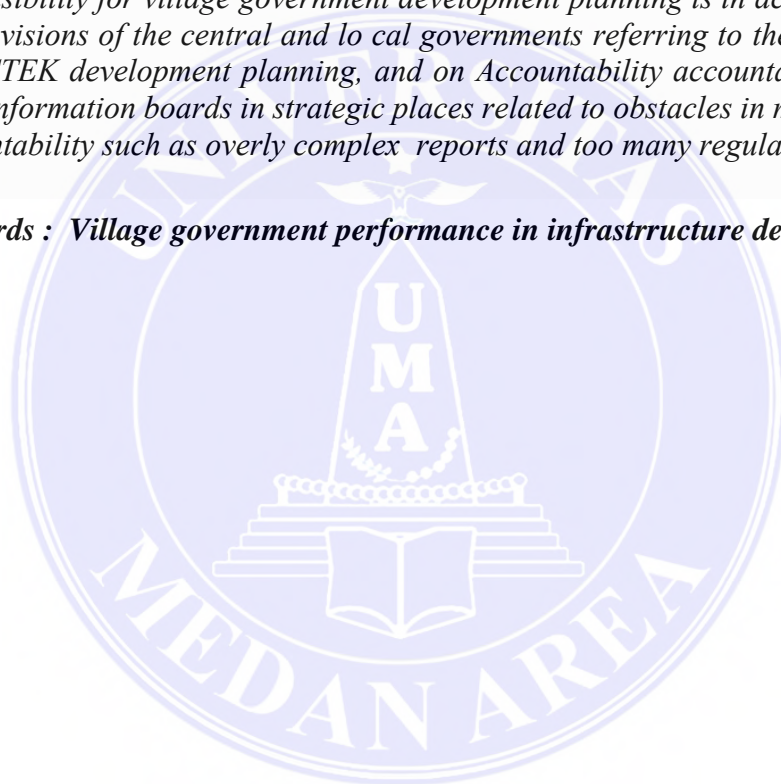 sibility for village government development planning is in ac
visions of the central and lo cal governments referring to the
TEK development planning, and on Accountability accounta
nformation boards in strategic places related to obstacles in
ntability such as overly complex reports and too many regula
rds : Village government performance in infrastrructure de
UNIVERSITAS
U
M
A
MEDAN AREA